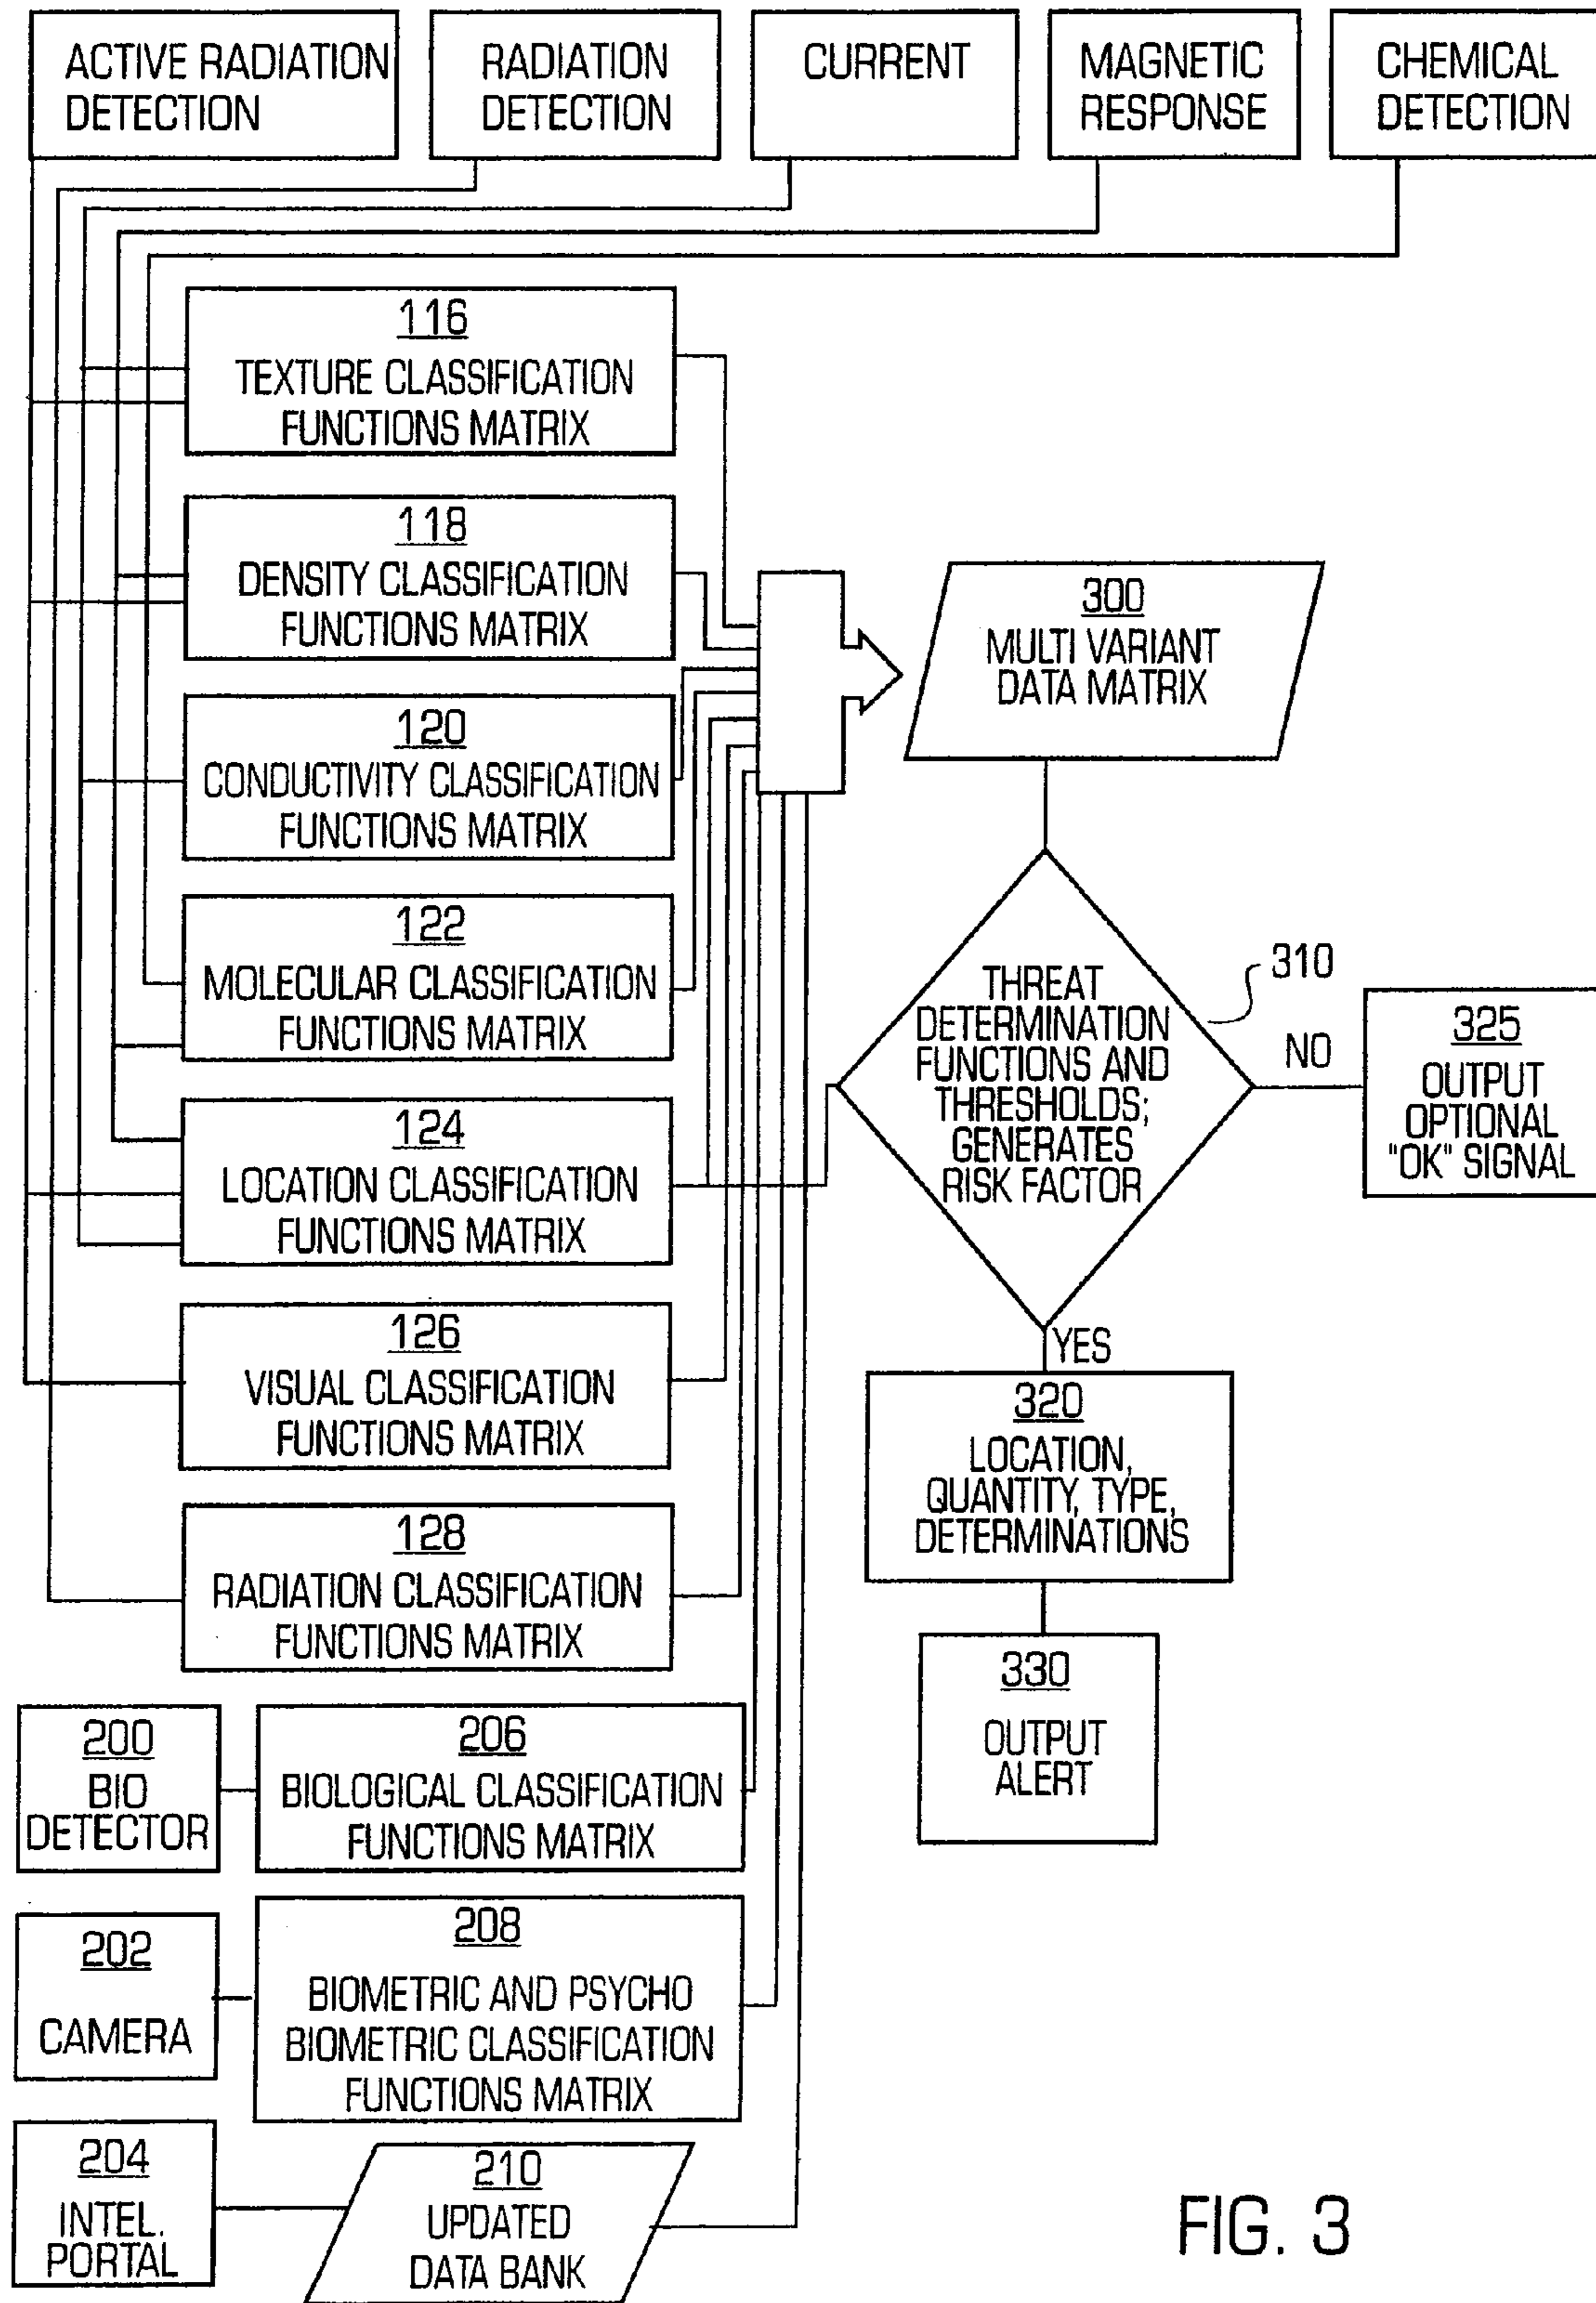 ACTIVE RADIATION
DETECTION
RADIATION
DETECTION
CURRENT
MAGNETIC
RESPONSE
CHEMICAL
DETECTION
116
TEXTURE CLASSIFICATION
FUNCTIONS MATRIX
118
DENSITY CLASSIFICATION
FUNCTIONS MATRIX
120
CONDUCTIVITY CLASSIFICATION
FUNCTIONS MATRIX
122
MOLECULAR CLASSIFICATION
FUNCTIONS MATRIX
124
LOCATION CLASSIFICATION
FUNCTIONS MATRIX
126
VISUAL CLASSIFICATION
FUNCTIONS MATRIX
128
RADIATION CLASSIFICATION
FUNCTIONS MATRIX
200
BIO
DETECTOR
206
BIOLOGICAL CLASSIFICATION
FUNCTIONS MATRIX
202
CAMERA
208
BIOMETRIC AND PSYCHO
BIOMETRIC CLASSIFICATION
FUNCTIONS MATRIX
204
INTEL.
PORTAL
210
UPDATED
DATA BANK
300
MULTI VARIANT
DATA MATRIX
THREAT
DETERMINATION
FUNCTIONS AND
THRESHOLDS;
GENERATES
RISK FACTOR
310
NO
325
OUTPUT
OPTIONAL
"OK" SIGNAL
YES
320
LOCATION,
QUANTITY, TYPE,
DETERMINATIONS
330
OUTPUT
ALERT
FIG. 3